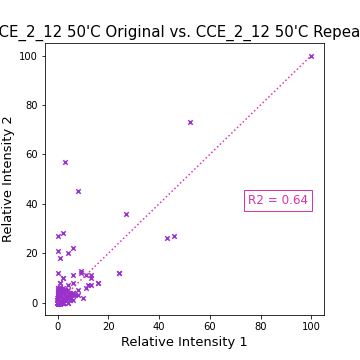 CCE_2_12 50'C Original vs. CCE_2_12 50'C Repea
100
80
60
40
20
0
Relative Intensity 2
R2 = 0.64
0 20 40 60 80 100
Relative Intensity 1